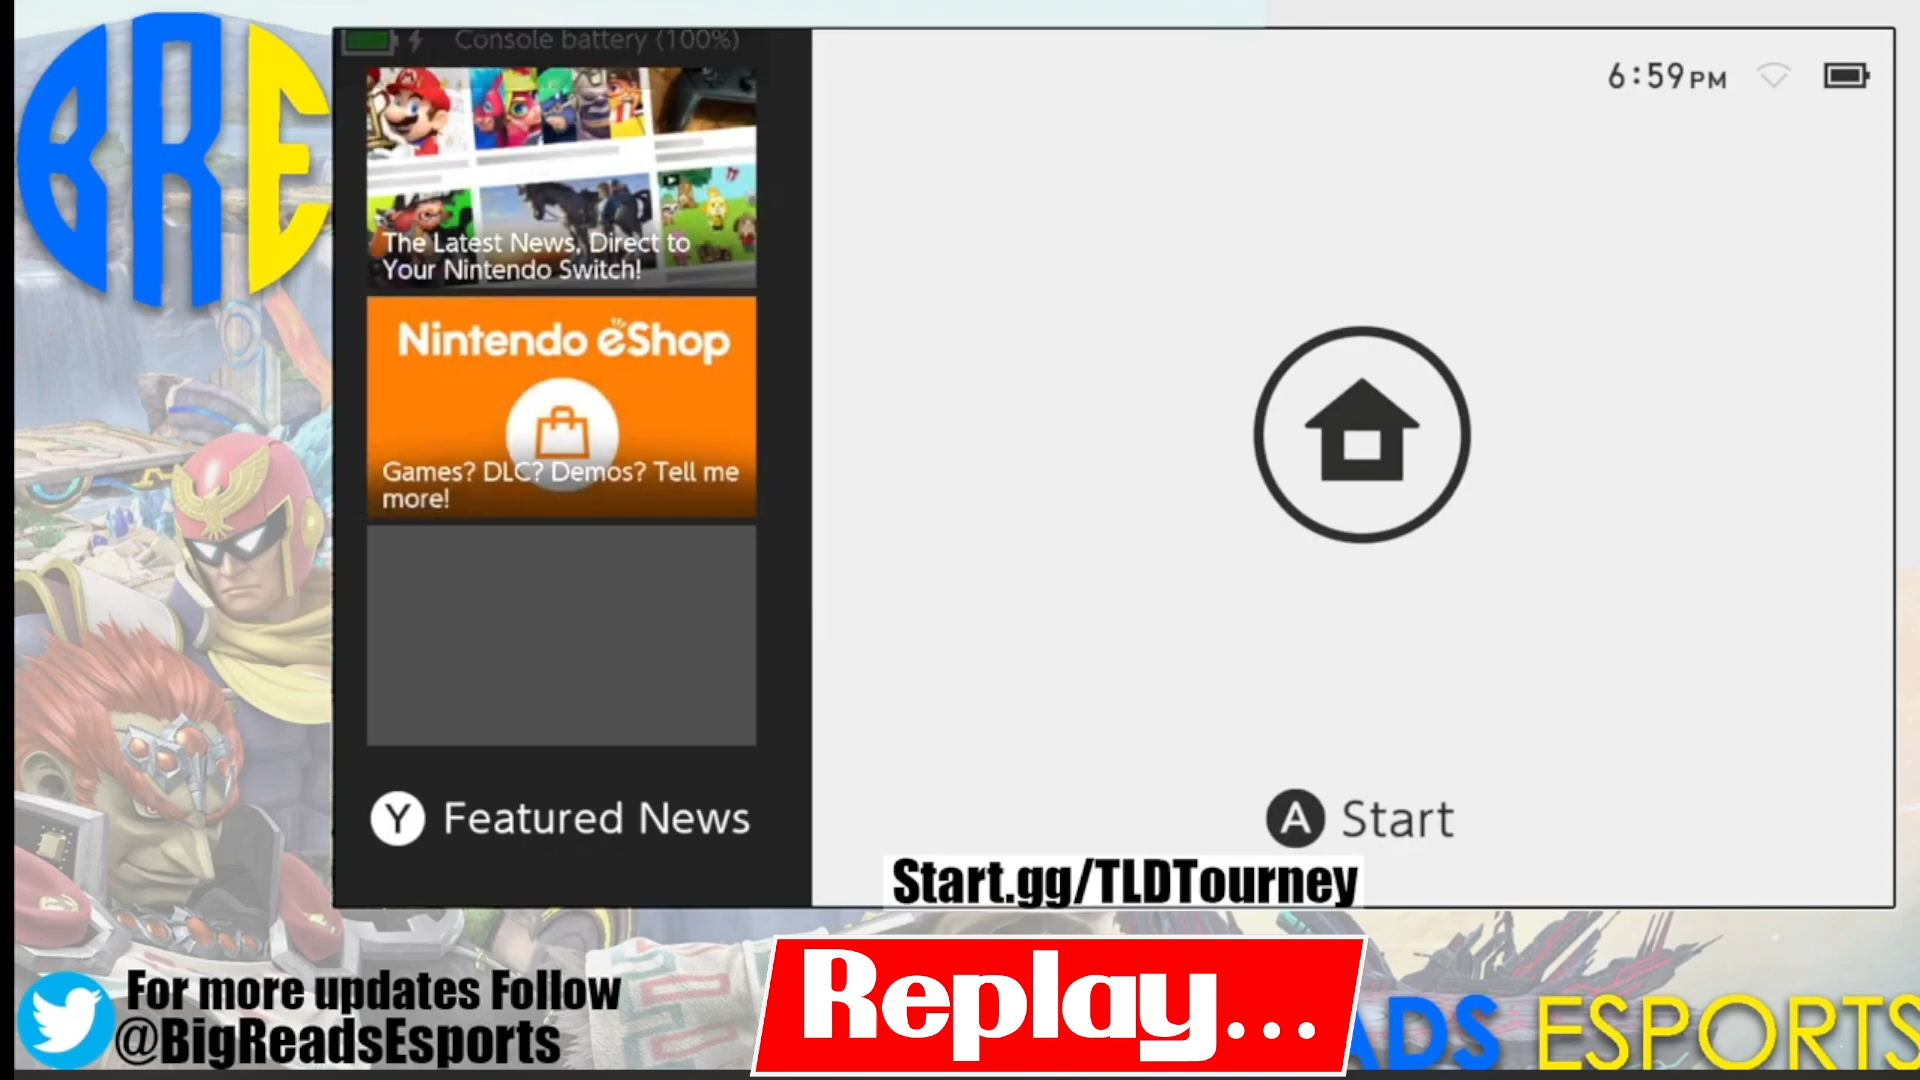 BRE
Console battery (100%)
6:59 PM
The Latest News, Direct to
Your Nintendo Switch!
Nintendo eShop
Games? DLC? Demos? Tell me
more!
Y Featured News
A Start
Start.gg/TLDTourney
For more updates Follow
@BigReadsEsports
Replay...
ADS ESPORTS